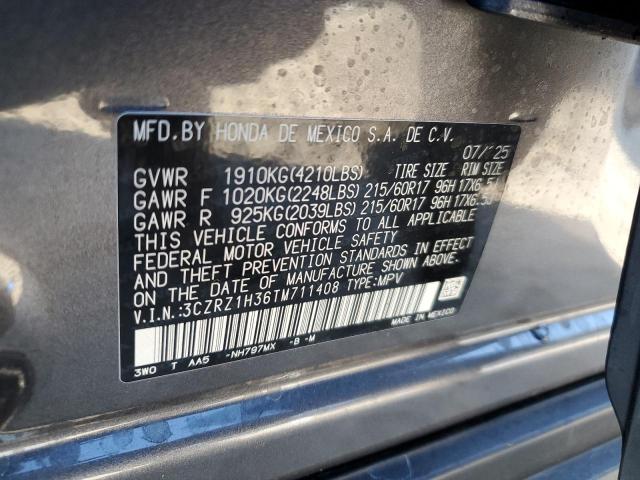 MFD.BY HONDA DE MEXICO S.A. DE C.V.
07/25
GVWR 1910KG(4210LBS) TIRE SIZE RIM SIZE
GAWR F 1020KG(2248LBS) 215/60R17 96H 17X6.5J
GAWR R 925KG(2039LBS) 215/60R17 96H 17X6.5J
THIS VEHICLE CONFORMS TO ALL APPLICABLE
FEDERAL MOTOR VEHICLE SAFETY
AND THEFT PREVENTION STANDARDS IN EFFECT
ON THE DATE OF MANUFACTURE SHOWN ABOVE.
V.I.N.:3CZRZ1H36TM711408 TYPE:MPV
3WO T AA5 -NH797MX -B -M
MADE IN MEXICO